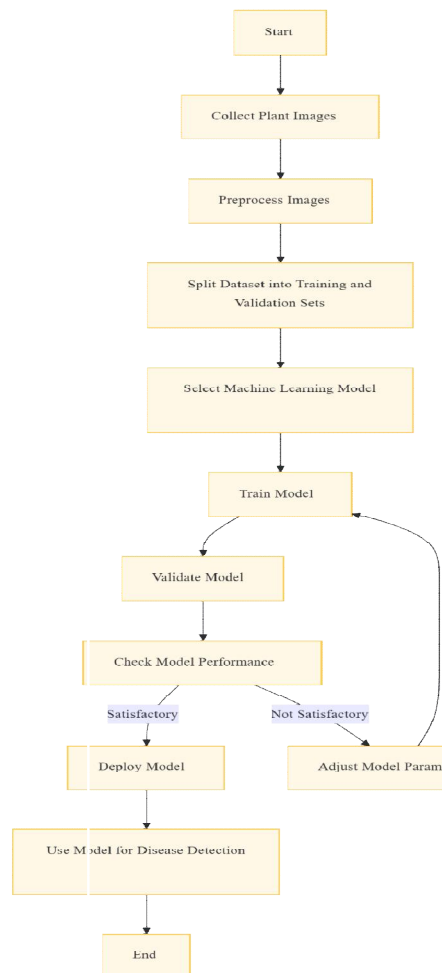 Start
Collect Plant Images
Preprocess Images
Split Dataset into Training and
Validation Sets
Select Machine Learning Model
Train Model
Validate Model
Check Model Performance
Satisfactory
Not Satisfactory
Deploy Model
Adjust Model Param
Use Model for Disease Detection
End